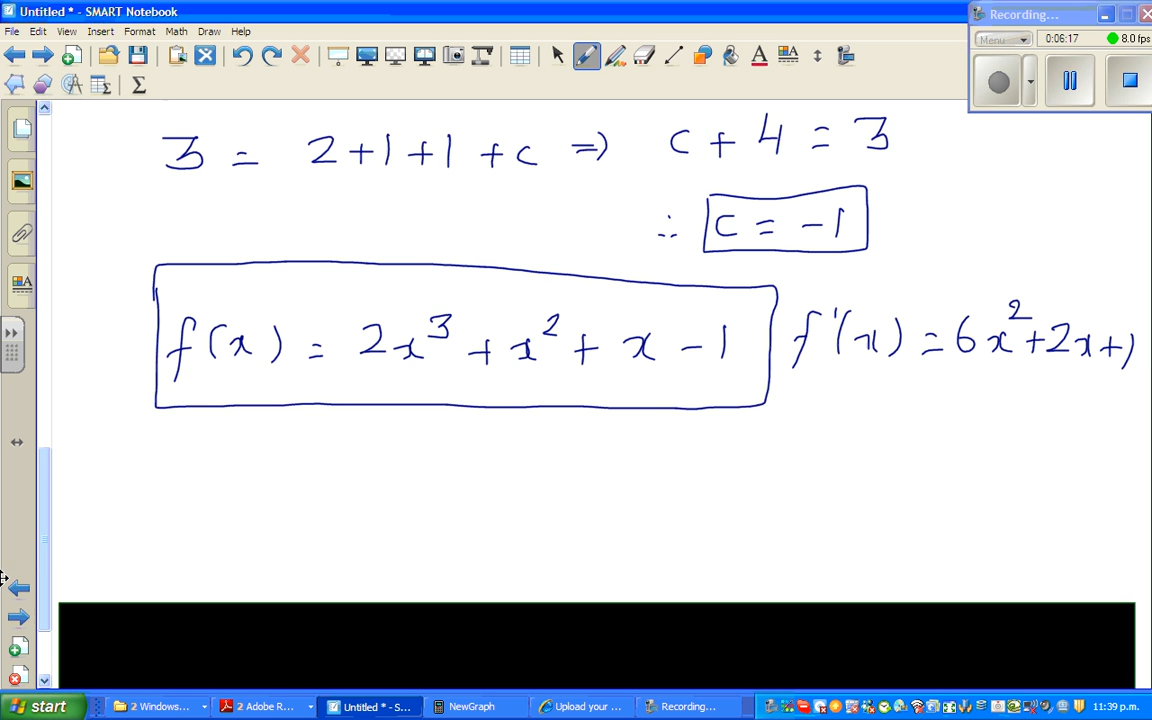 Untitled * - SMART Notebook
Recording...
File Edit View Insert Format Math Draw Help
Menu
0:06:17
8.0 fps
3 = 2+1+1+c ⇒ c + 4 = 3
∴ c = -1
f(x) = 2x³ + x² + x - 1 f'(x) = 6x² + 2x + 1
start
2 Windows...
2 Adobe R...
Untitled * - S...
NewGraph
Upload your ...
Recording...
11:39 p.m.